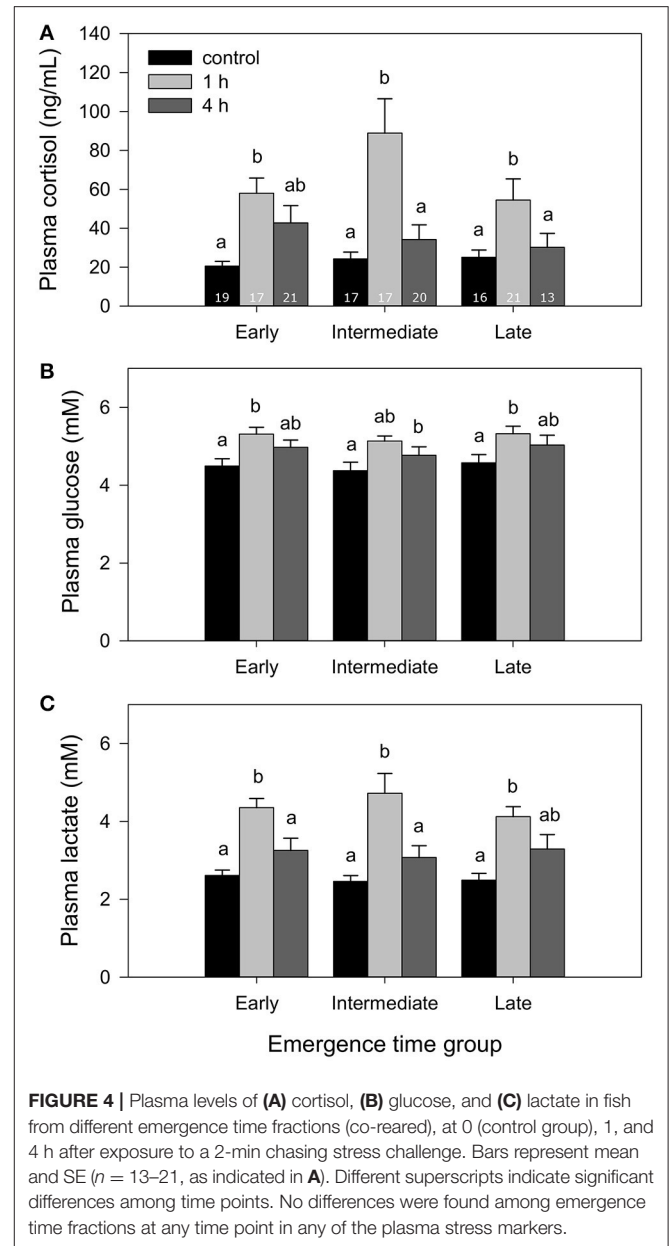 A
140
120
100
80
60
40
20
0
Plasma cortisol (ng/mL)
control
1 h
4 h
a b ab a b a a b a
19 17 21 17 17 20 16 21 13
Early Intermediate Late
B
6
4
2
0
Plasma glucose (mM)
a b ab a ab b a b ab
Early Intermediate Late
C
6
4
2
0
Plasma lactate (mM)
a b a a b a a b ab
Early Intermediate Late
Emergence time group
FIGURE 4 | Plasma levels of (A) cortisol, (B) glucose, and (C) lactate in fish
from different emergence time fractions (co-reared), at 0 (control group), 1, and
4 h after exposure to a 2-min chasing stress challenge. Bars represent mean
and SE (n = 13–21, as indicated in A). Different superscripts indicate significant
differences among time points. No differences were found among emergence
time fractions at any time point in any of the plasma stress markers.